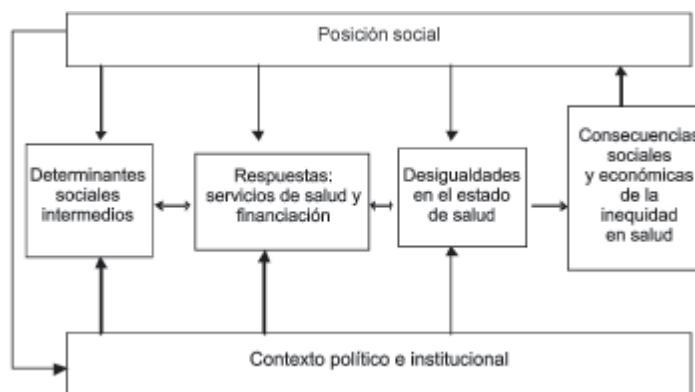 Posición social
Determinantes
sociales
intermedios
Respuestas:
servicios de salud y
financiación
Desigualdades
en el estado
de salud
Consecuencias
sociales
y económicas
de la
inequidad
en salud
Contexto político e institucional